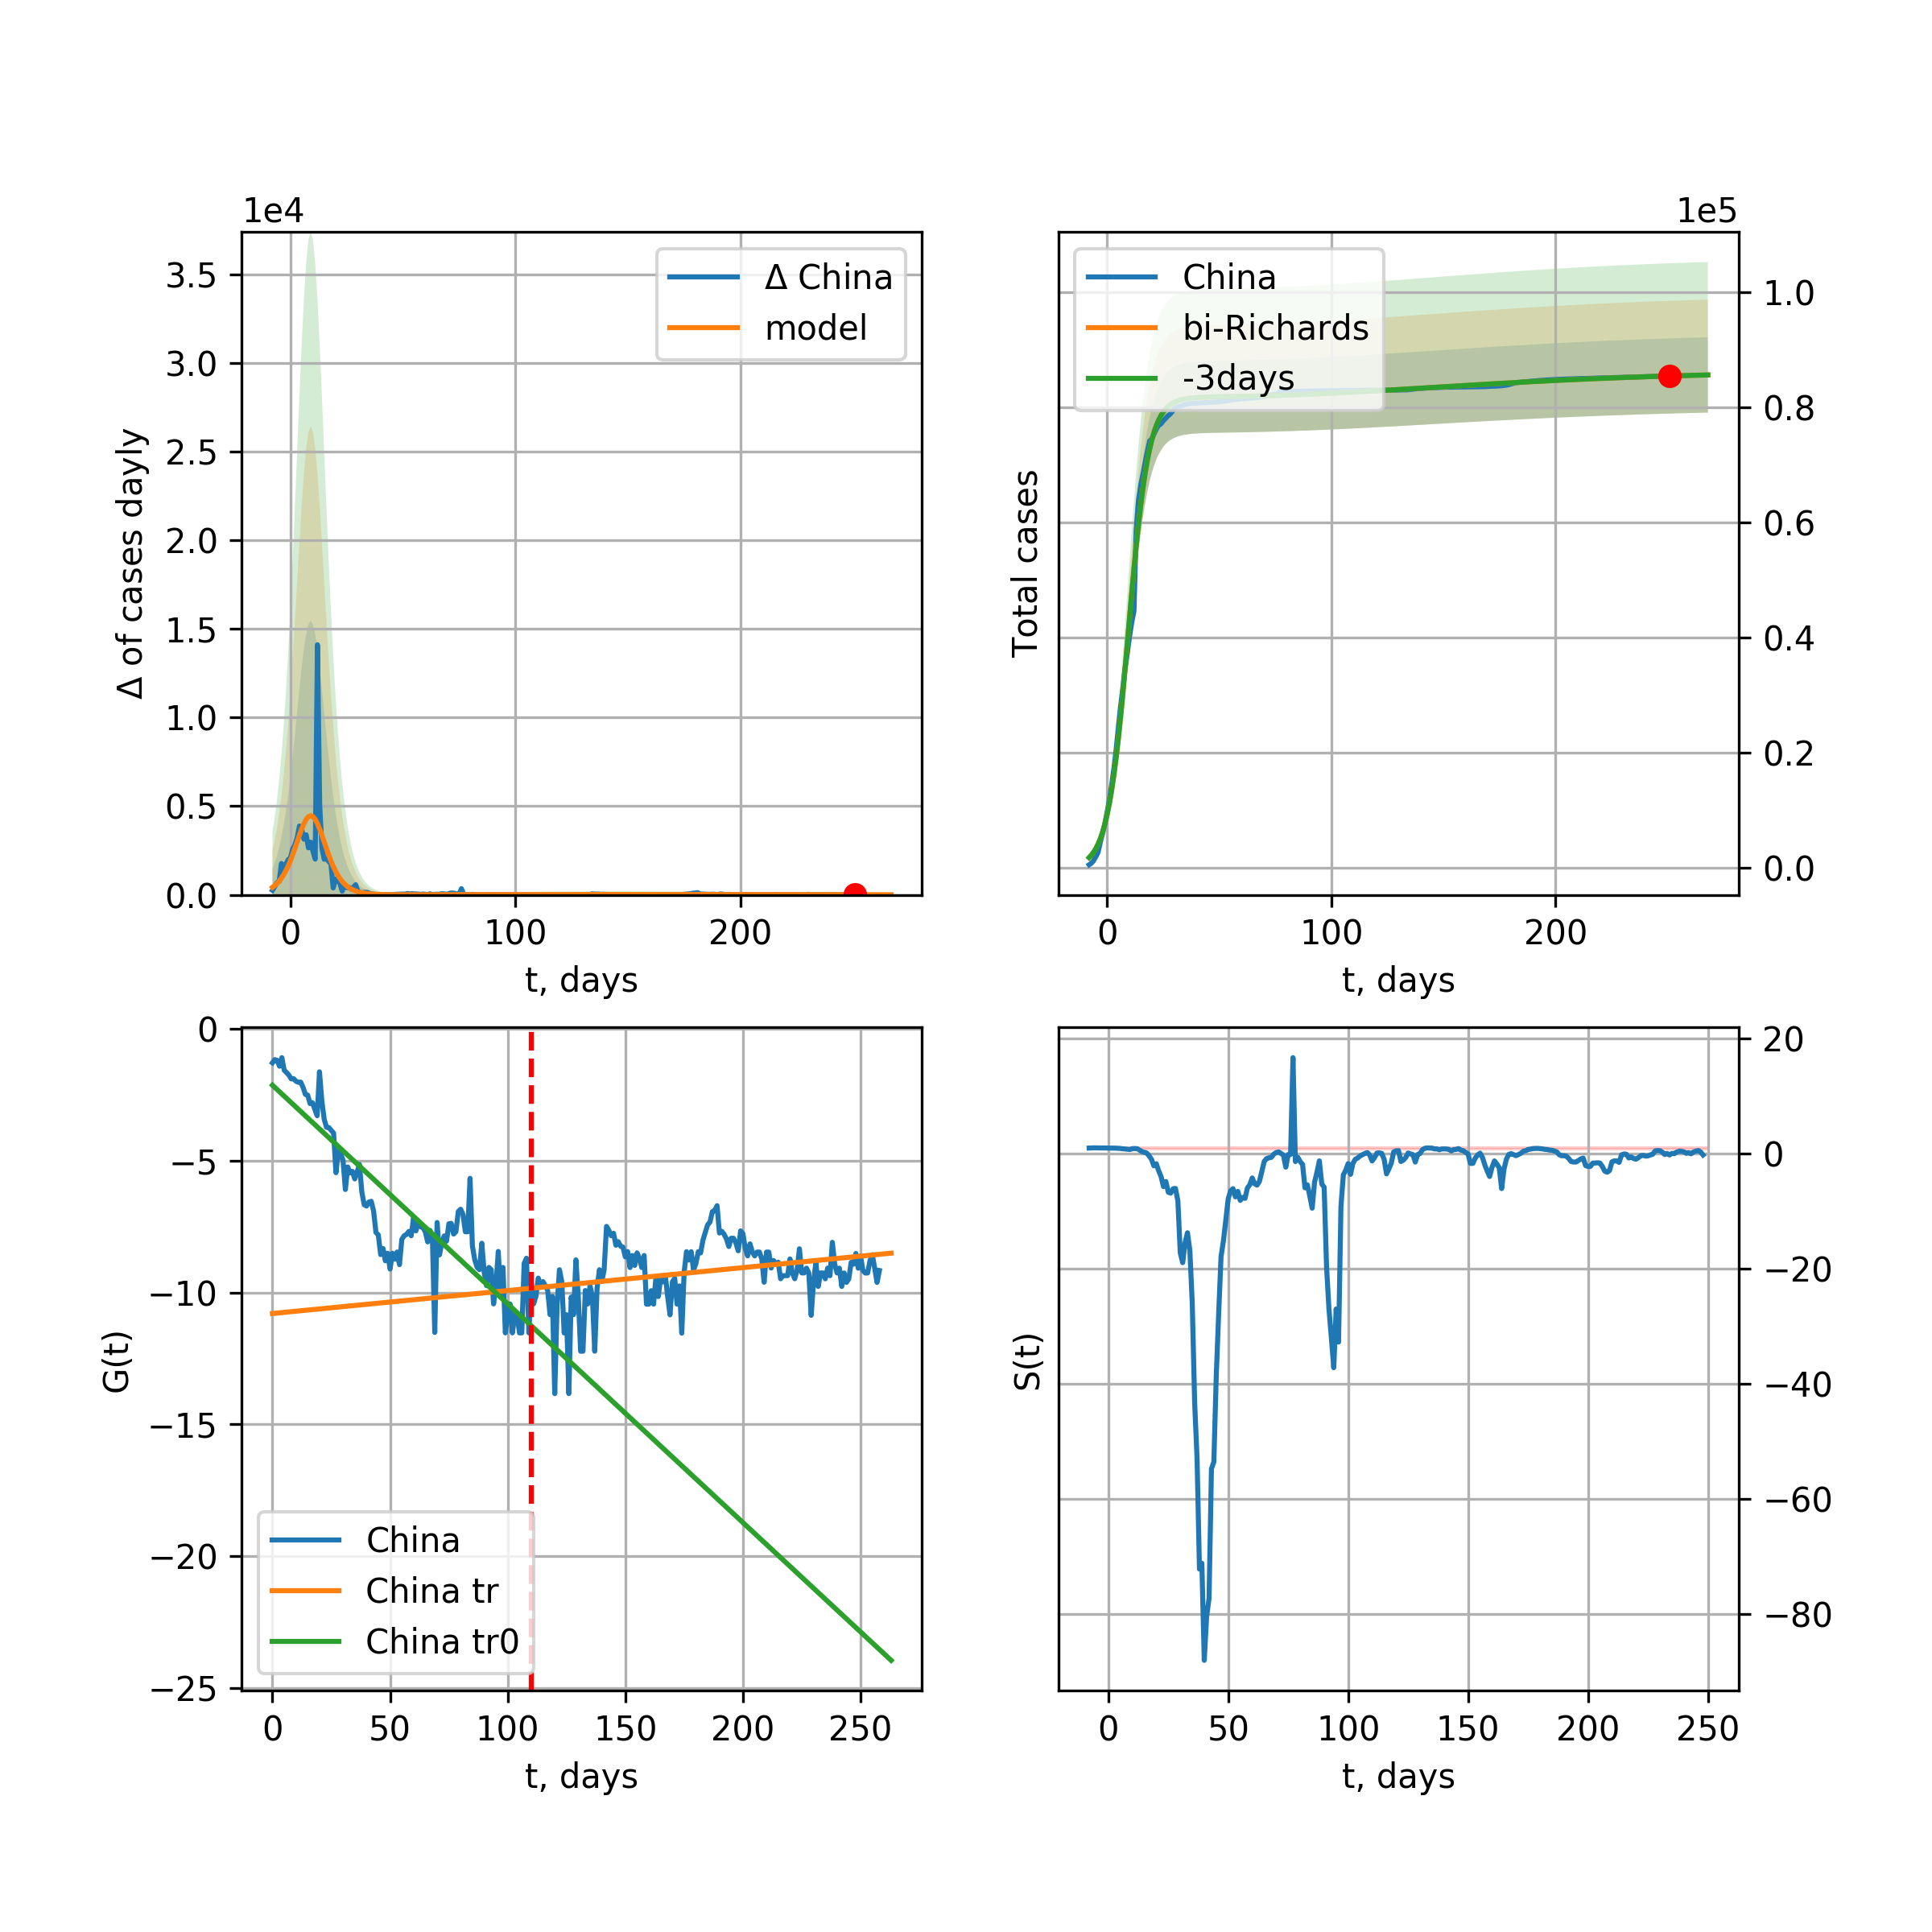 1e4
3.5
3.0
2.5
2.0
1.5
1.0
0.5
0.0
Δ of cases dayly
Δ China
model
0 100 200
t, days
1e5
1.0
0.8
0.6
0.4
0.2
0.0
Total cases
China
bi-Richards
-3days
0 100 200
t, days
0
−5
−10
−15
−20
−25
G(t)
China
China tr
China tr0
0 50 100 150 200 250
t, days
20
0
−20
−40
−60
−80
S(t)
0 50 100 150 200 250
t, days